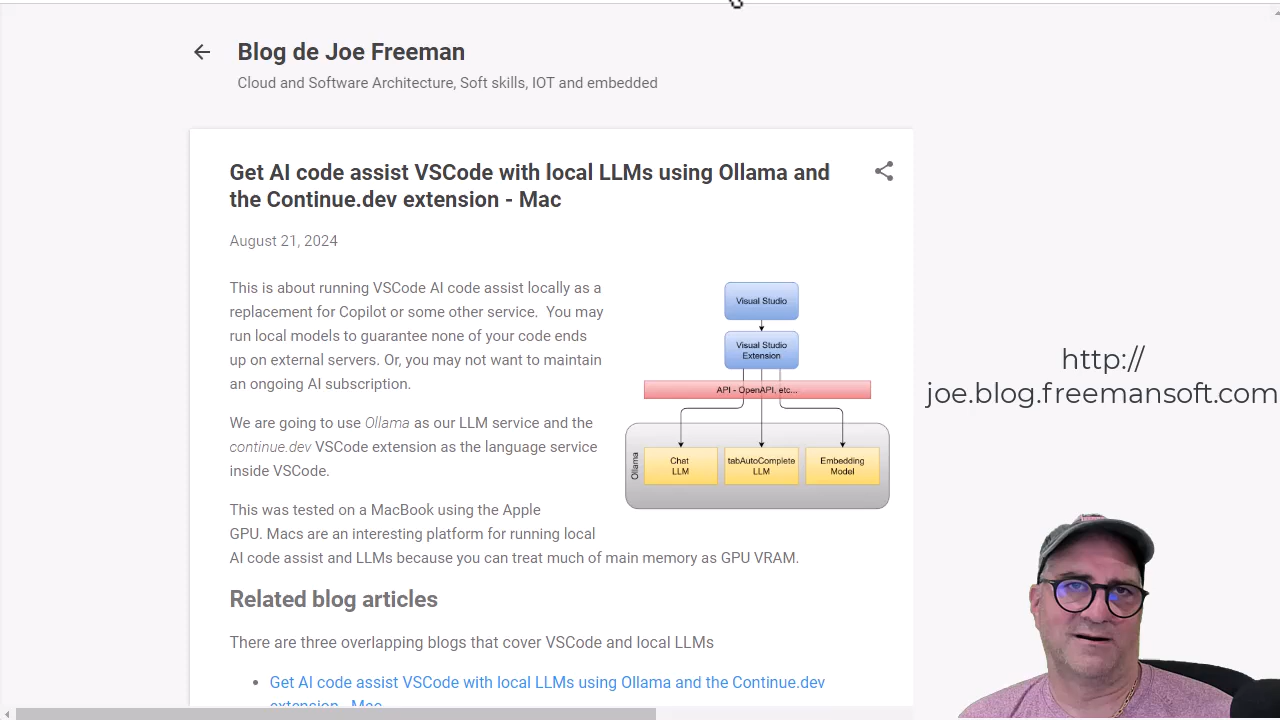 Blog de Joe Freeman
Cloud and Software Architecture, Soft skills, IOT and embedded
Get AI code assist VSCode with local LLMs using Ollama and
the Continue.dev extension - Mac
August 21, 2024
This is about running VSCode AI code assist locally as a
replacement for Copilot or some other service.  You may
run local models to guarantee none of your code ends
up on external servers. Or, you may not want to maintain
an ongoing AI subscription.
We are going to use Ollama as our LLM service and the
continue.dev VSCode extension as the language service
inside VSCode.
This was tested on a MacBook using the Apple
GPU. Macs are an interesting platform for running local
AI code assist and LLMs because you can treat much of main memory as GPU VRAM.
Visual Studio
Visual Studio
Extension
API - OpenAPI. etc...
Ollama
Chat
LLM
tabAutoComplete
LLM
Embedding
Model
Related blog articles
There are three overlapping blogs that cover VSCode and local LLMs
Get AI code assist VSCode with local LLMs using Ollama and the Continue.dev
extension - Mac
http://
joe.blog.freemansoft.com